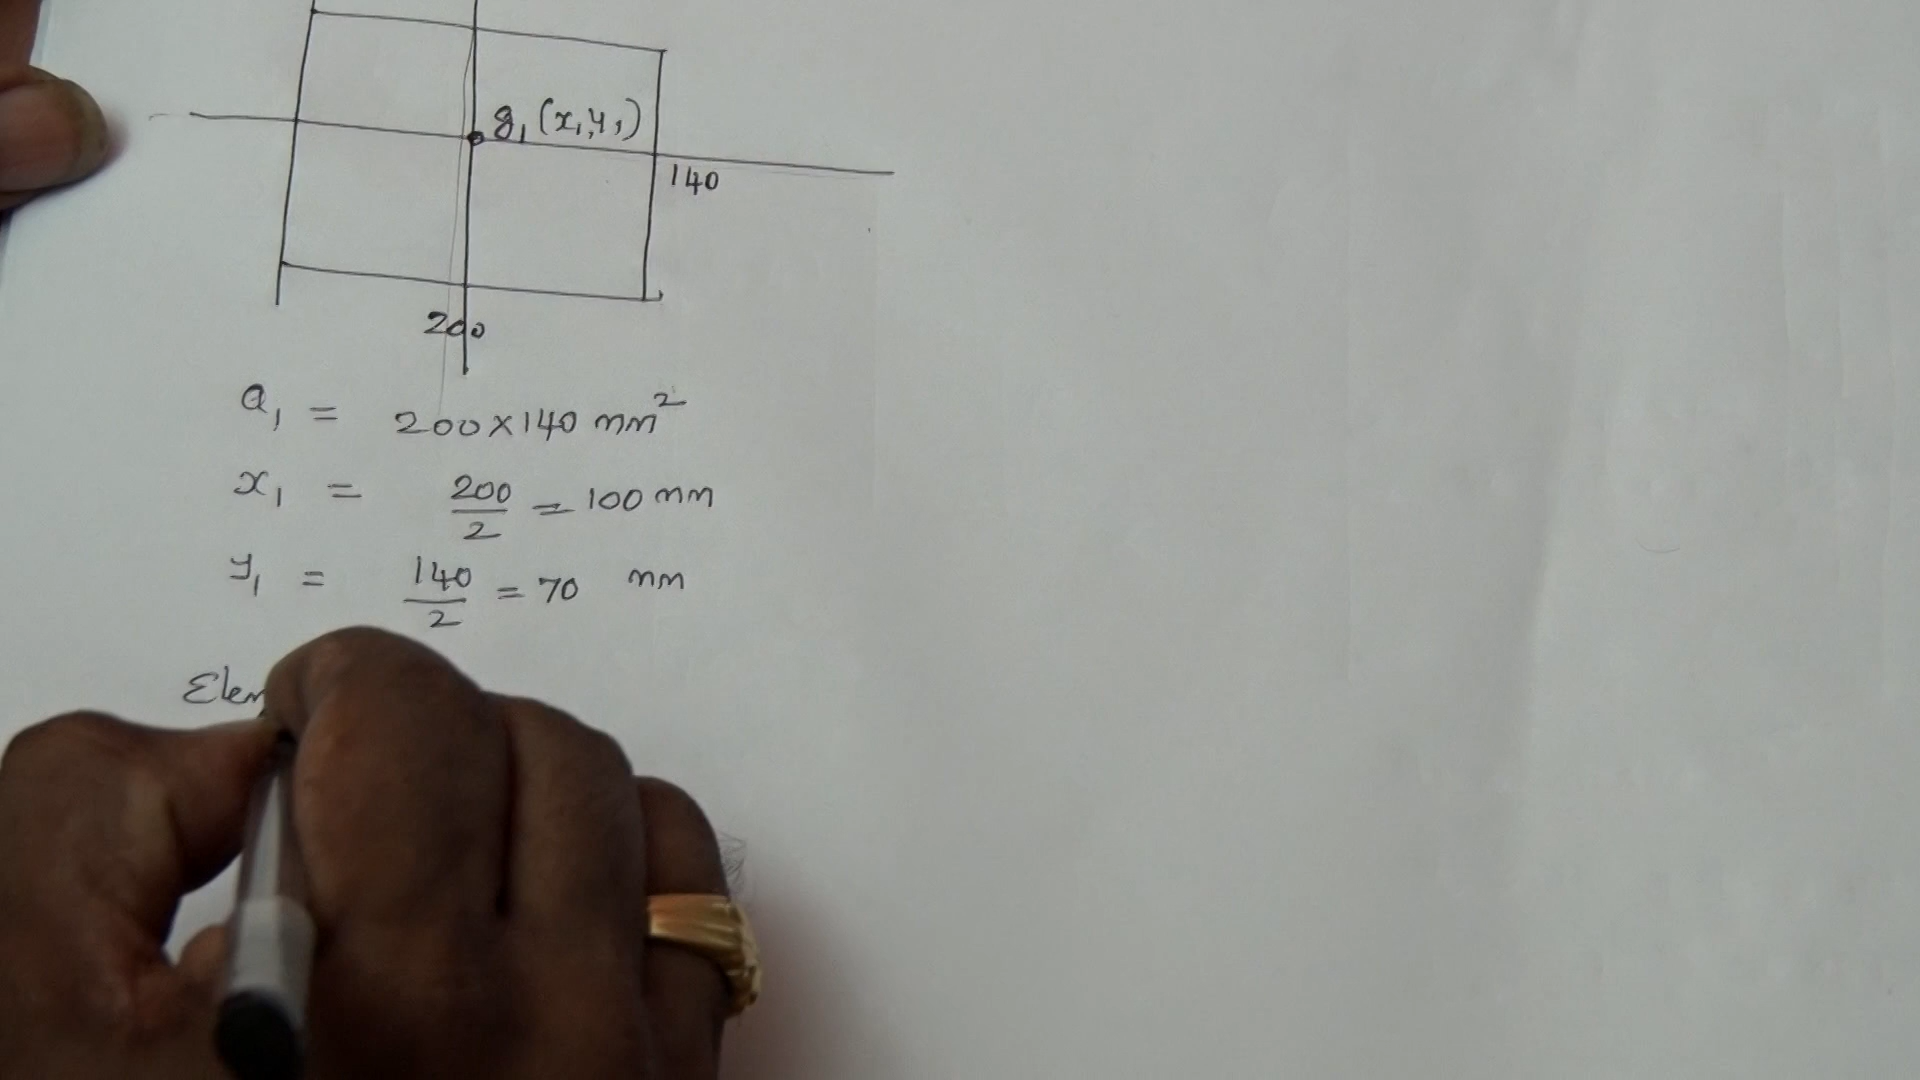 g₁ (x₁, y₁)
140
200
a₁ = 200 × 140 mm²
x₁ = 200/2 = 100 mm
y₁ = 140/2 = 70 mm
Elem